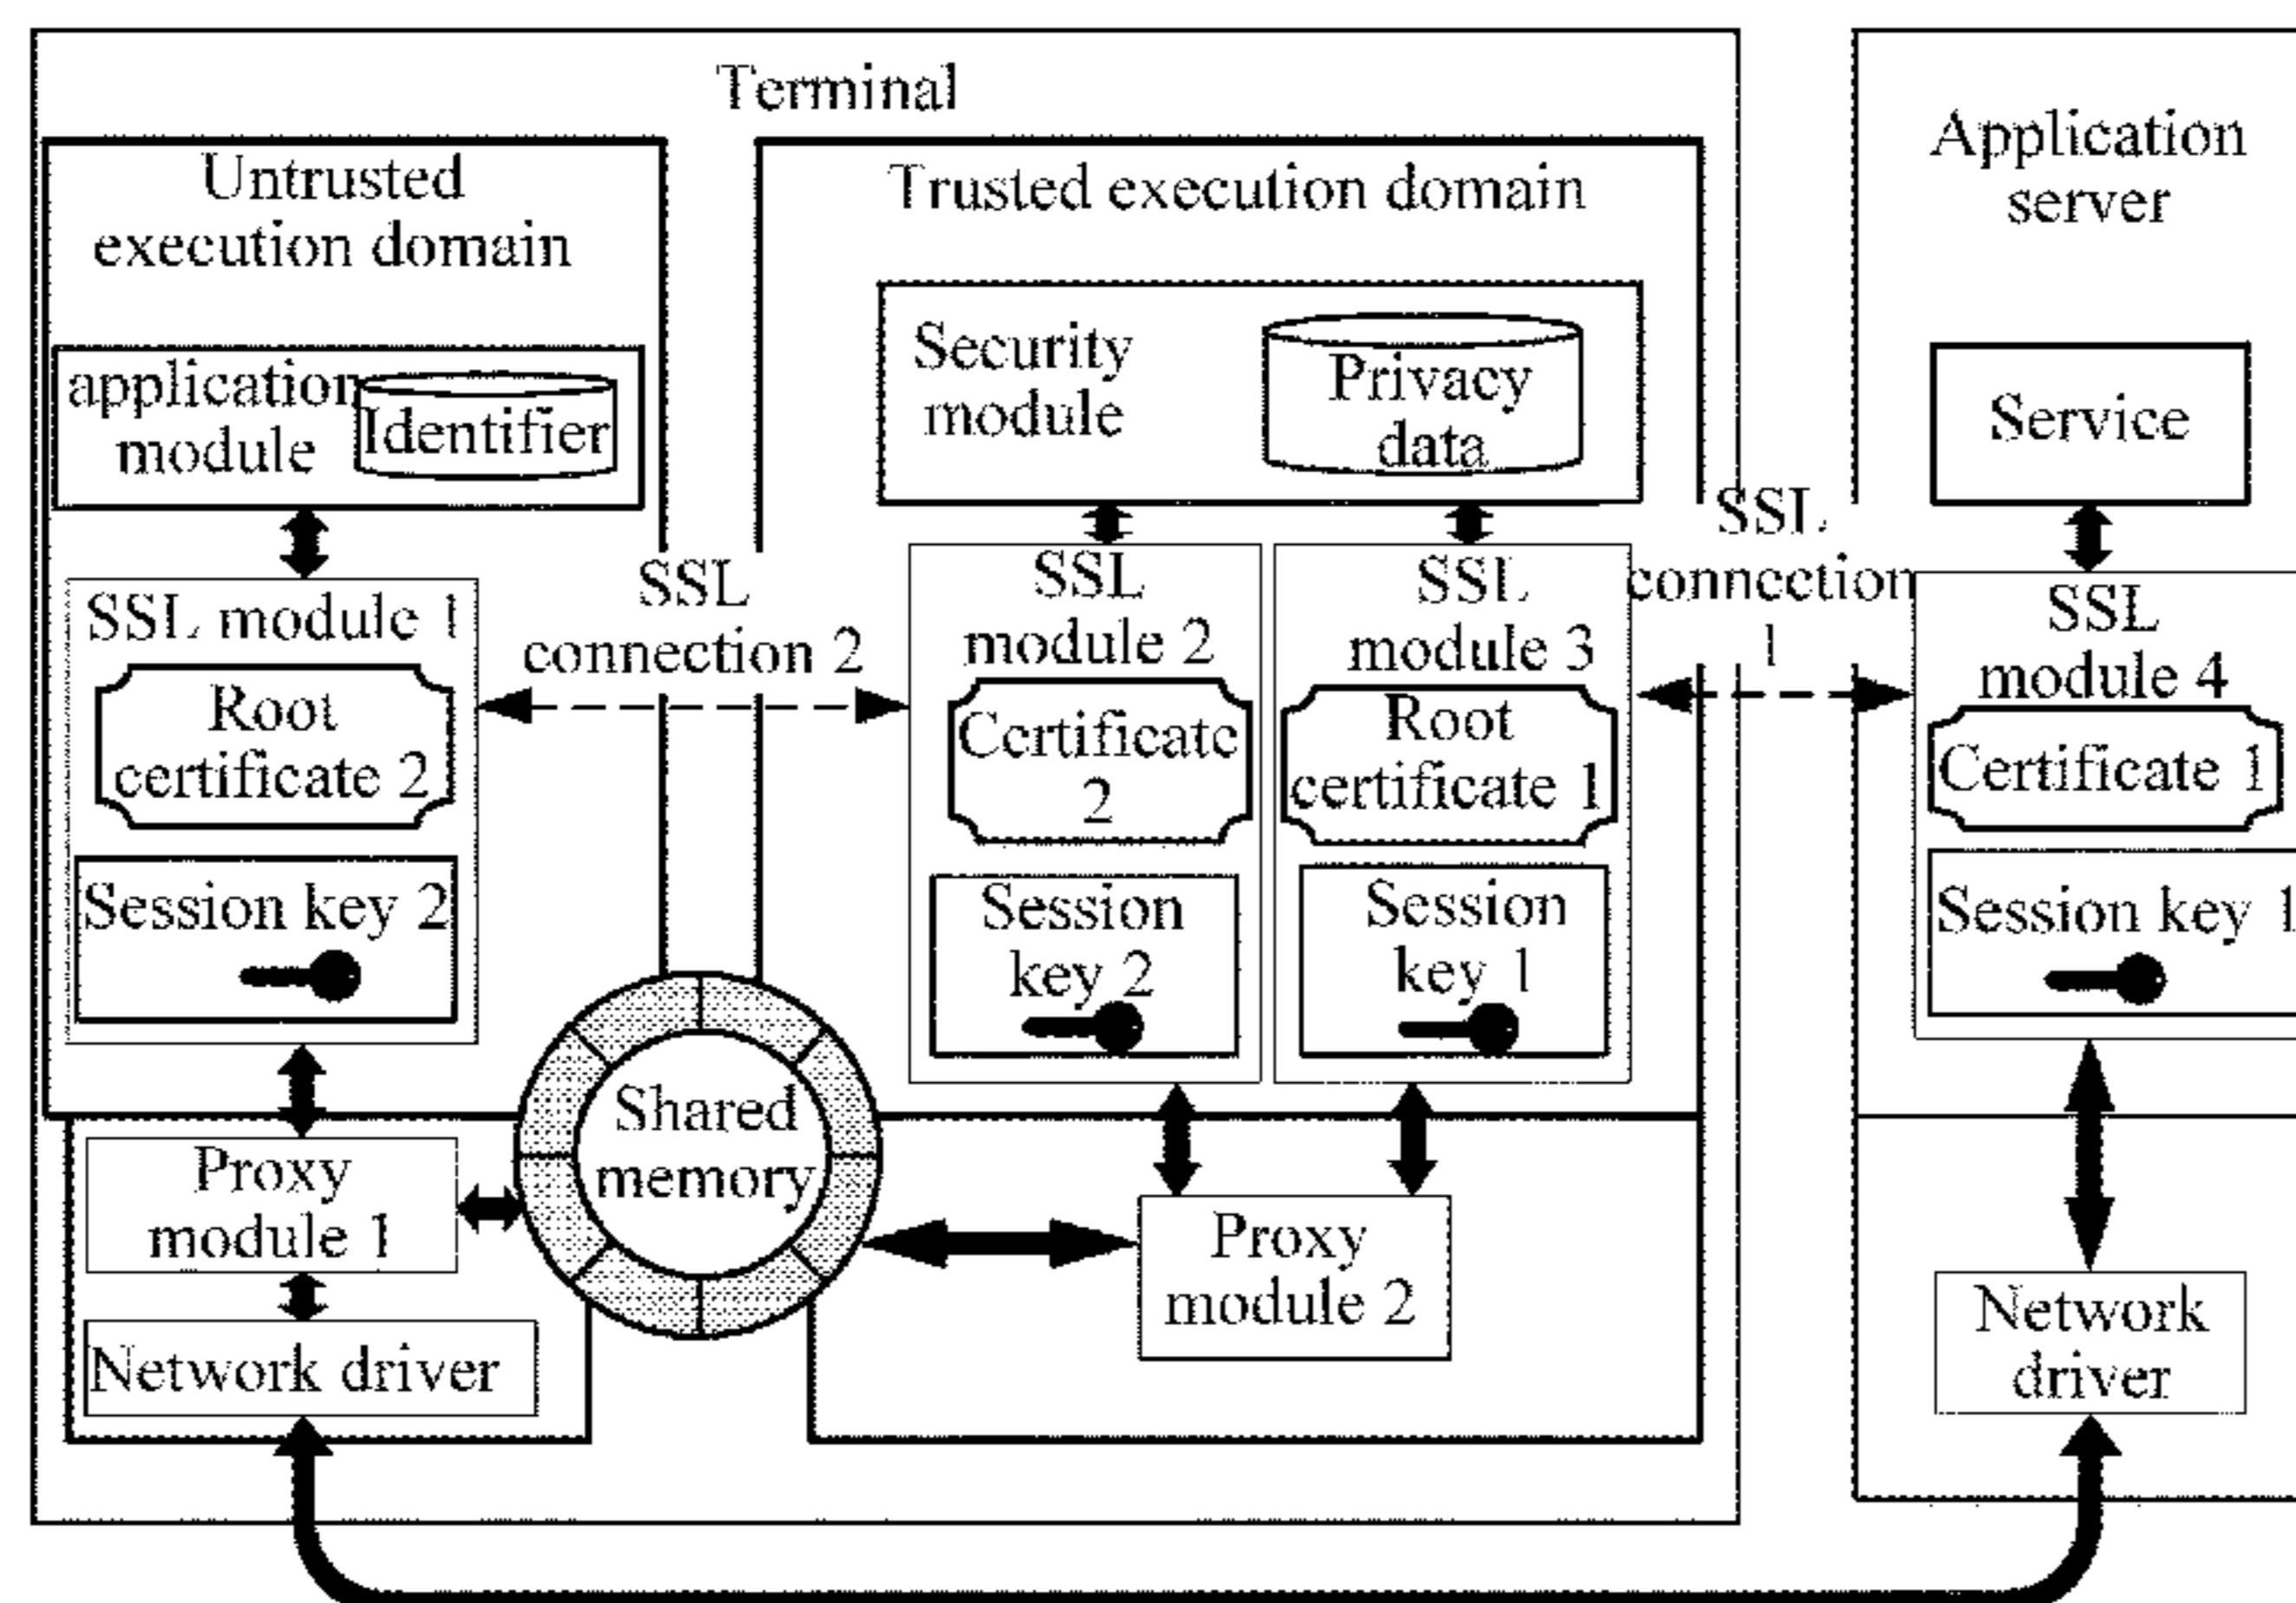 Terminal
Untrusted
execution domain
application
module
Identifier
SSL module 1
Root
certificate 2
Session key 2
Proxy
module 1
Network driver
SSL
connection 2
Shared
memory
Trusted execution domain
Security
module
Privacy
data
SSL
module 2
Certificate
2
Session
key 2
SSL
module 3
Root
certificate 1
Session
key 1
Proxy
module 2
SSL
connection
1
Application
server
Service
SSL
module 4
Certificate 1
Session key 1
Network
driver